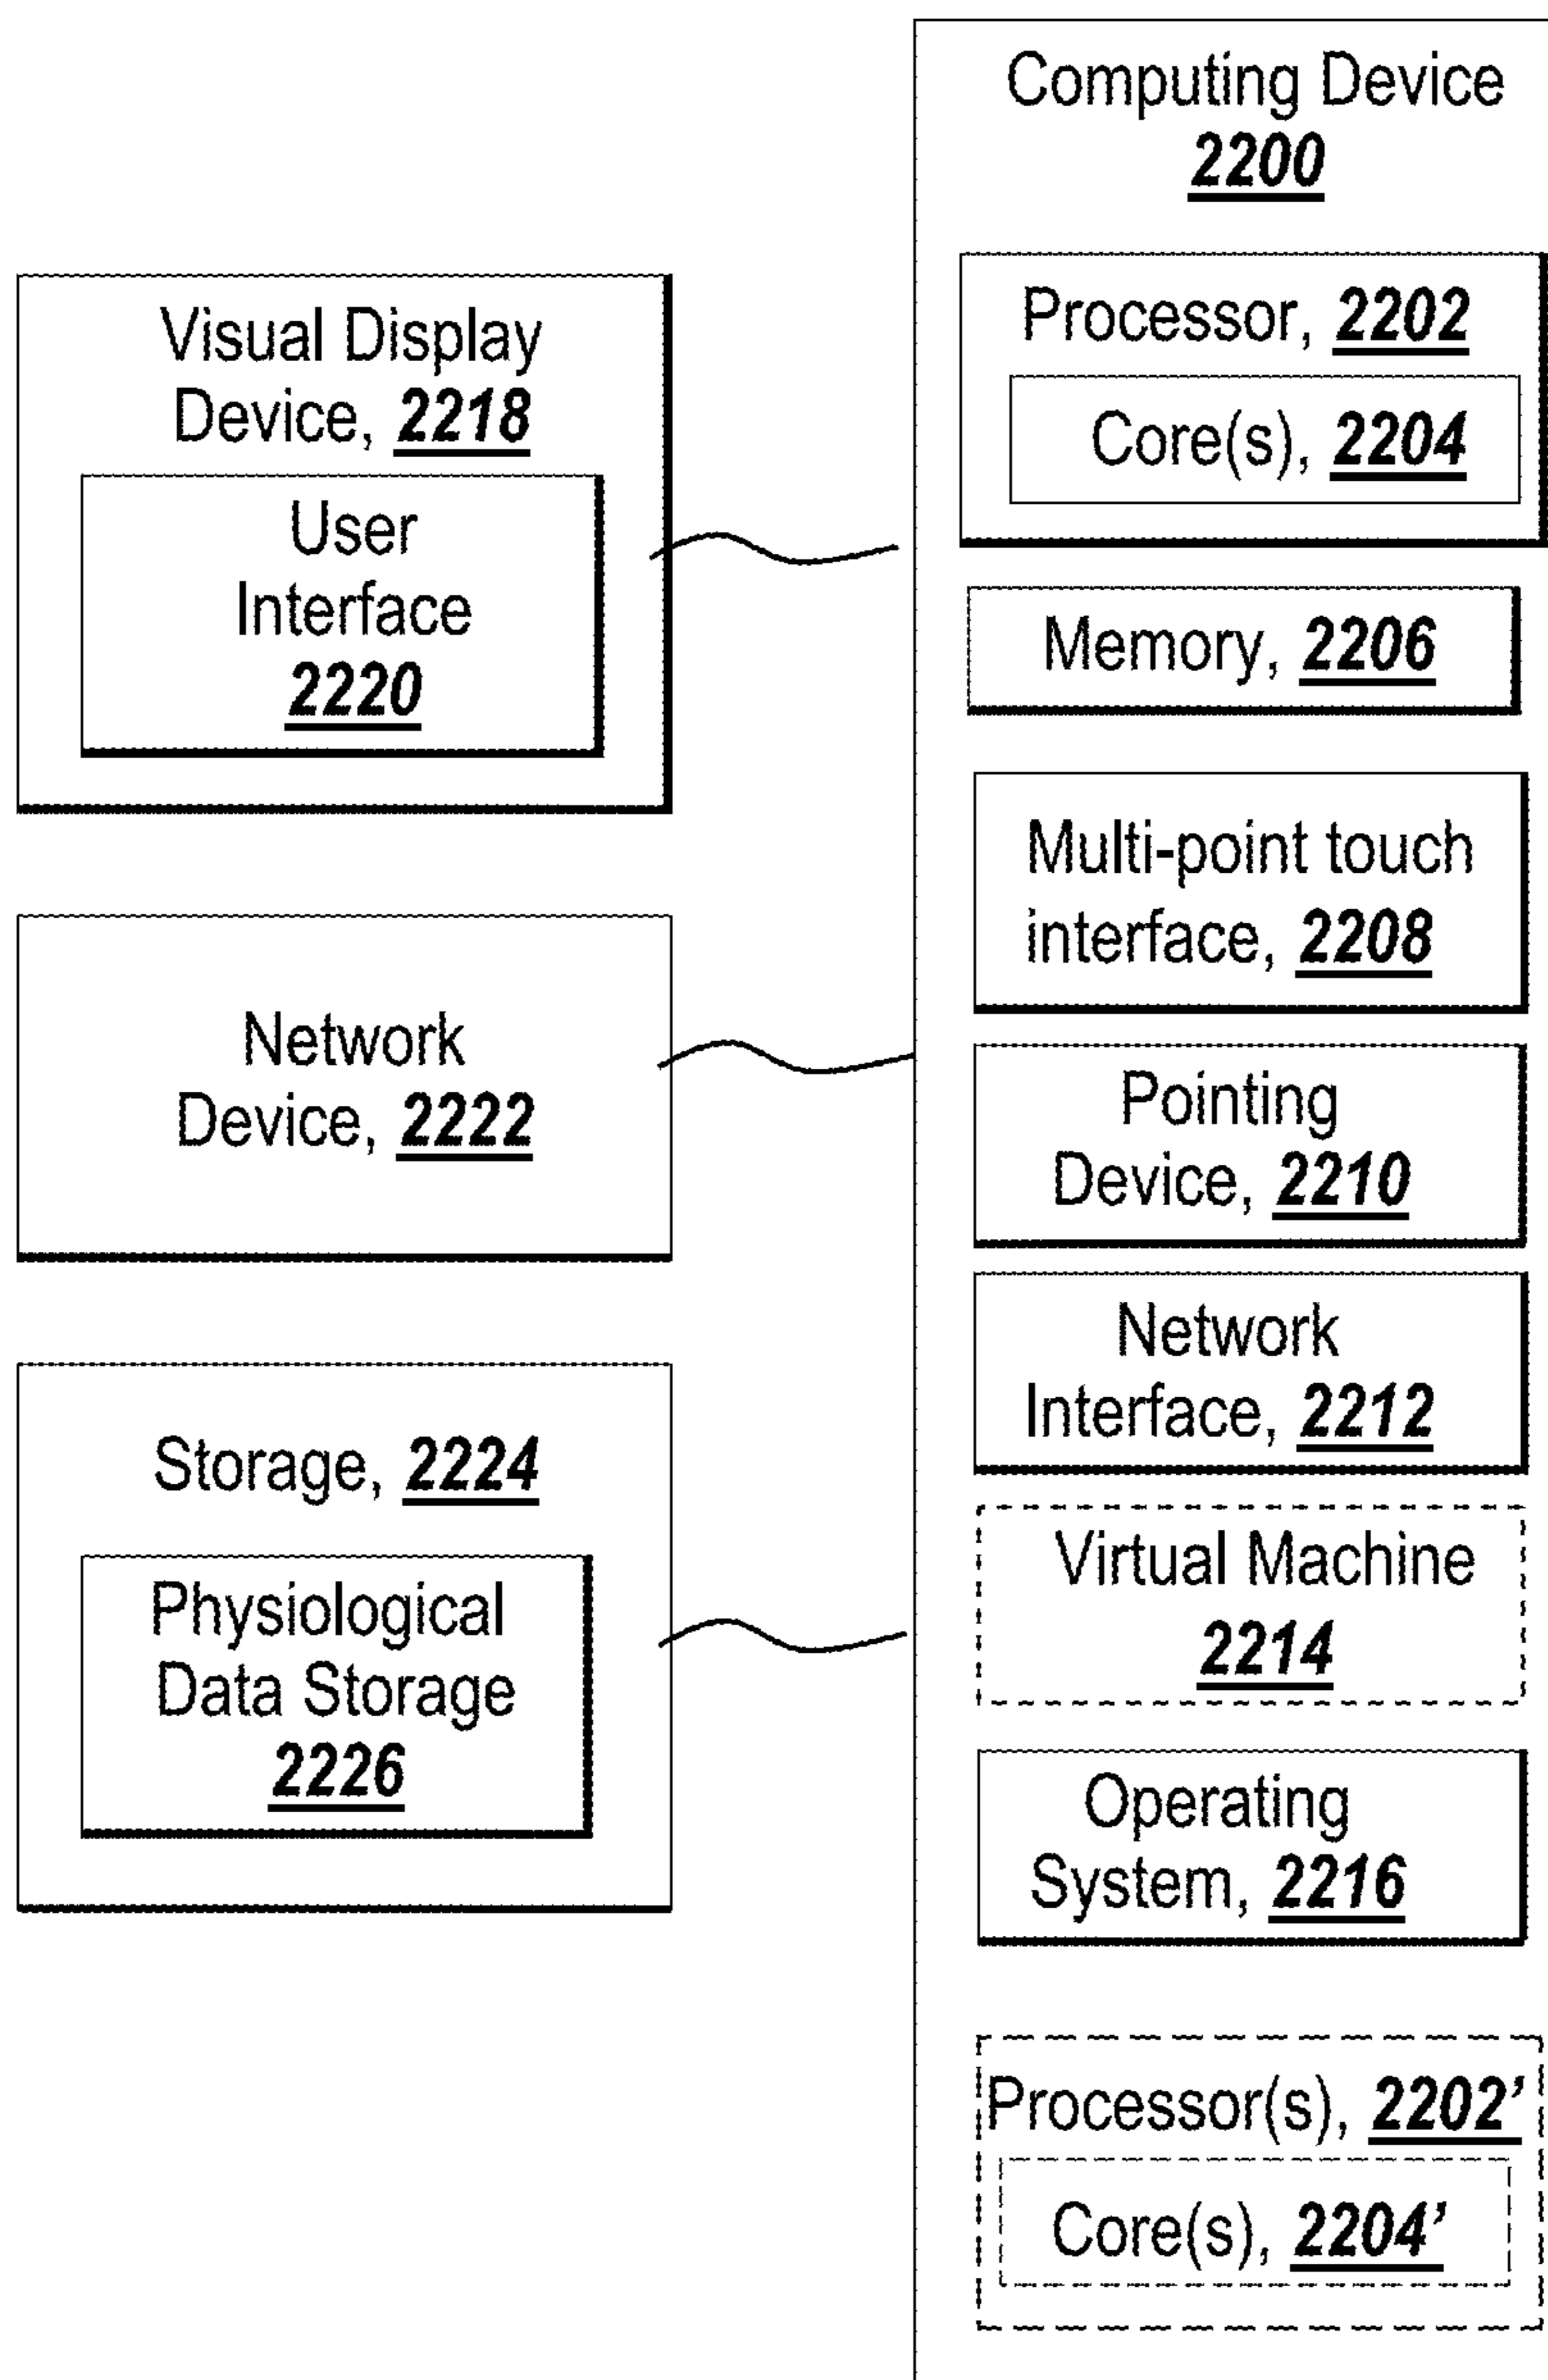 Computing Device
2200
Processor, 2202
Core(s), 2204
Memory, 2206
Multi-point touch
interface, 2208
Pointing
Device, 2210
Network
Interface, 2212
Virtual Machine
2214
Operating
System, 2216
Processor(s), 2202’
Core(s), 2204’
Visual Display
Device, 2218
User
Interface
2220
Network
Device, 2222
Storage, 2224
Physiological
Data Storage
2226